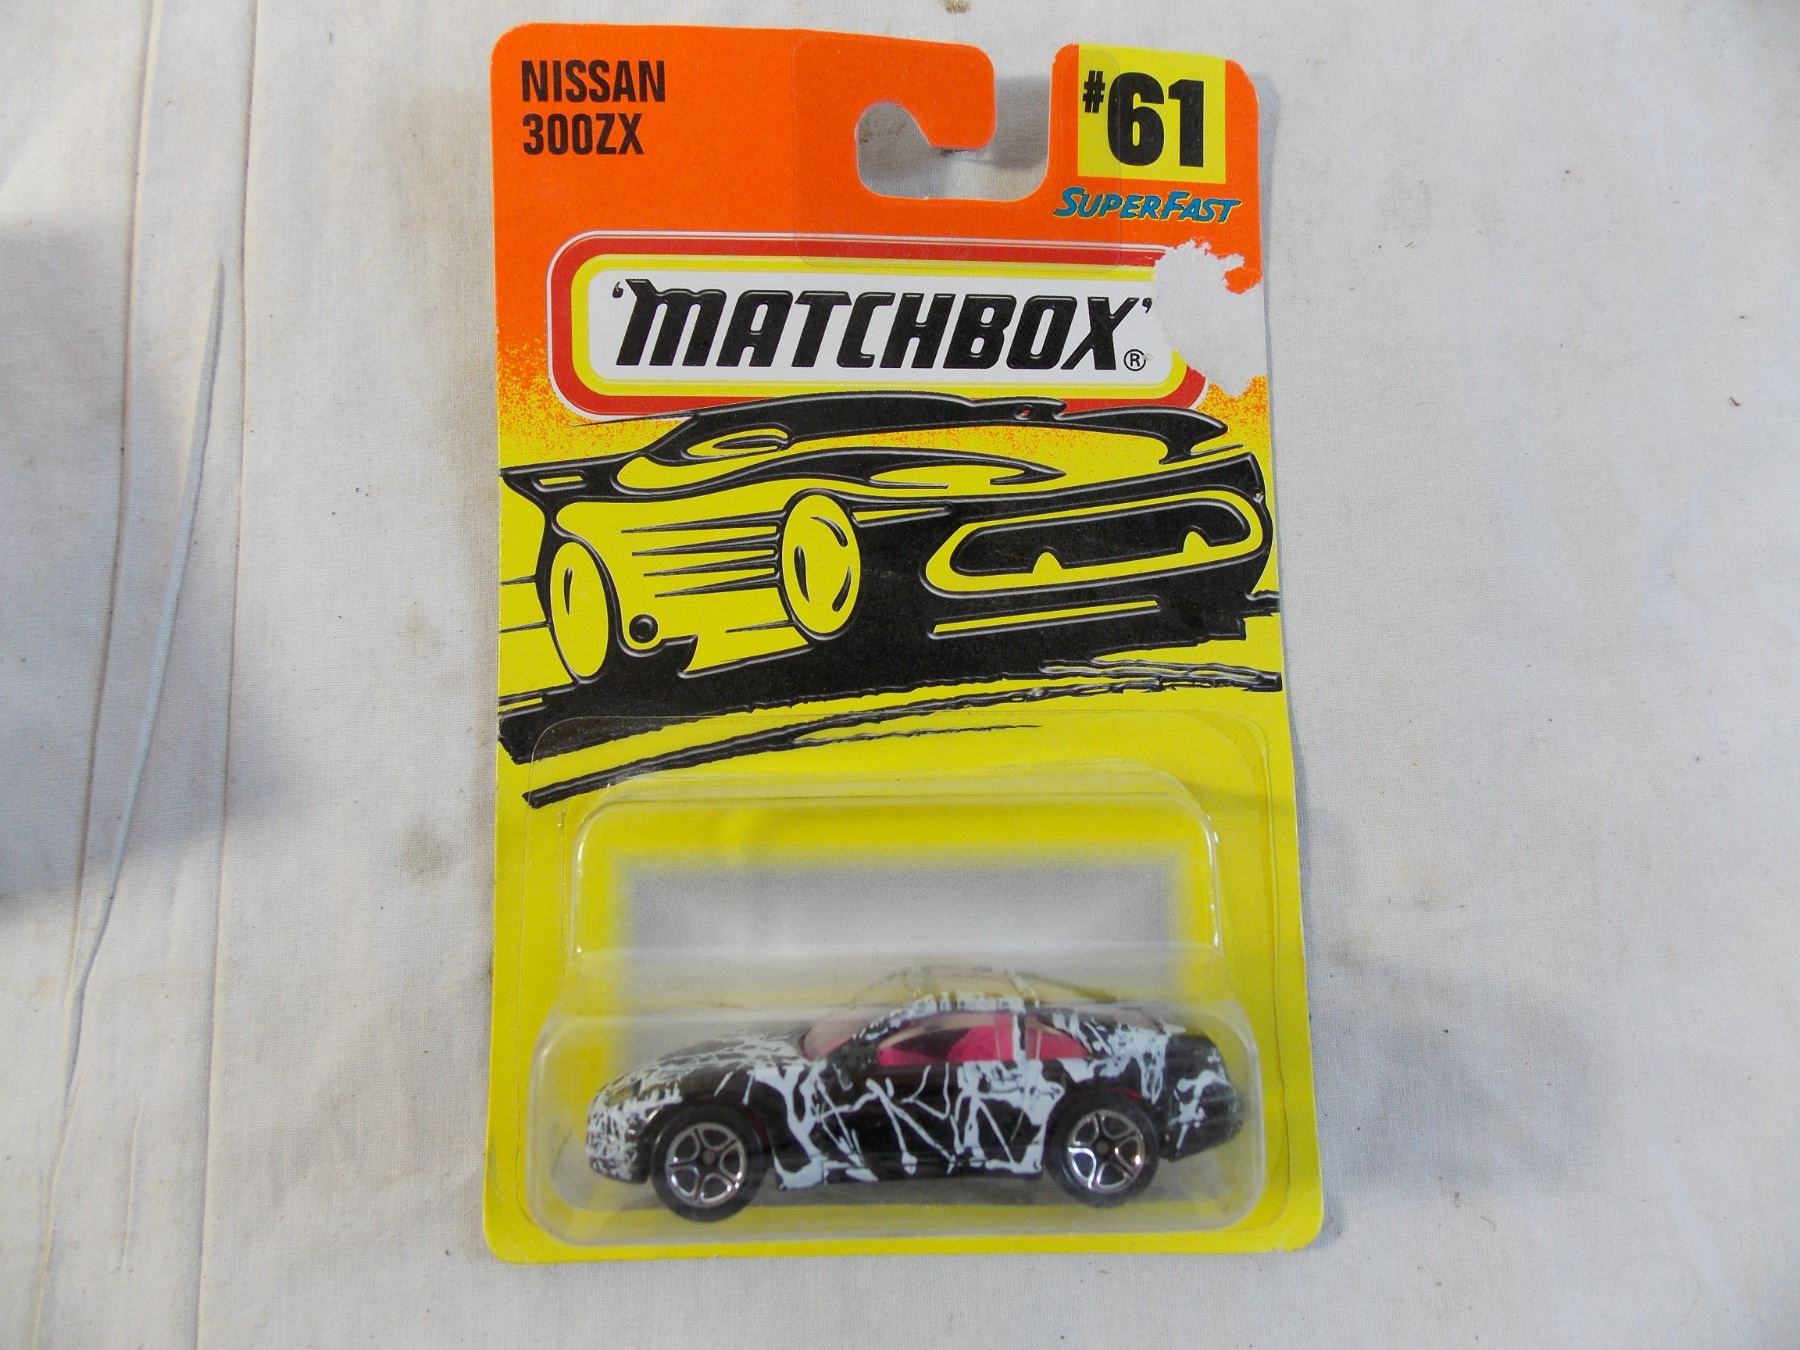 NISSAN
300ZX
#61
SUPERFAST
'MATCHBOX'®